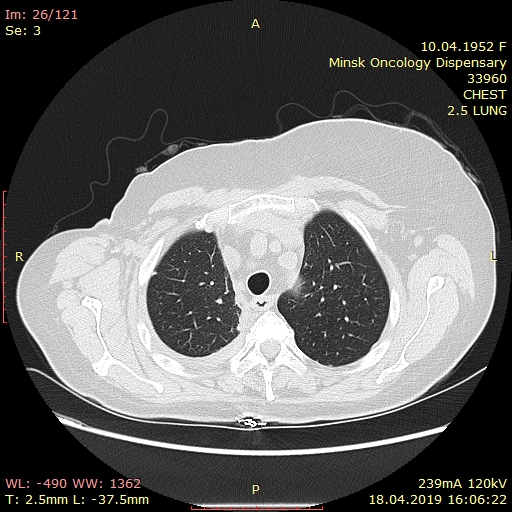 Im: 26/121
Se: 3
A
10.04.1952 F
Minsk Oncology Dispensary
33960
CHEST
2.5 LUNG
R
L
WL: -490 WW: 1362
T: 2.5mm L: -37.5mm
P
239mA 120kV
18.04.2019 16:06:22